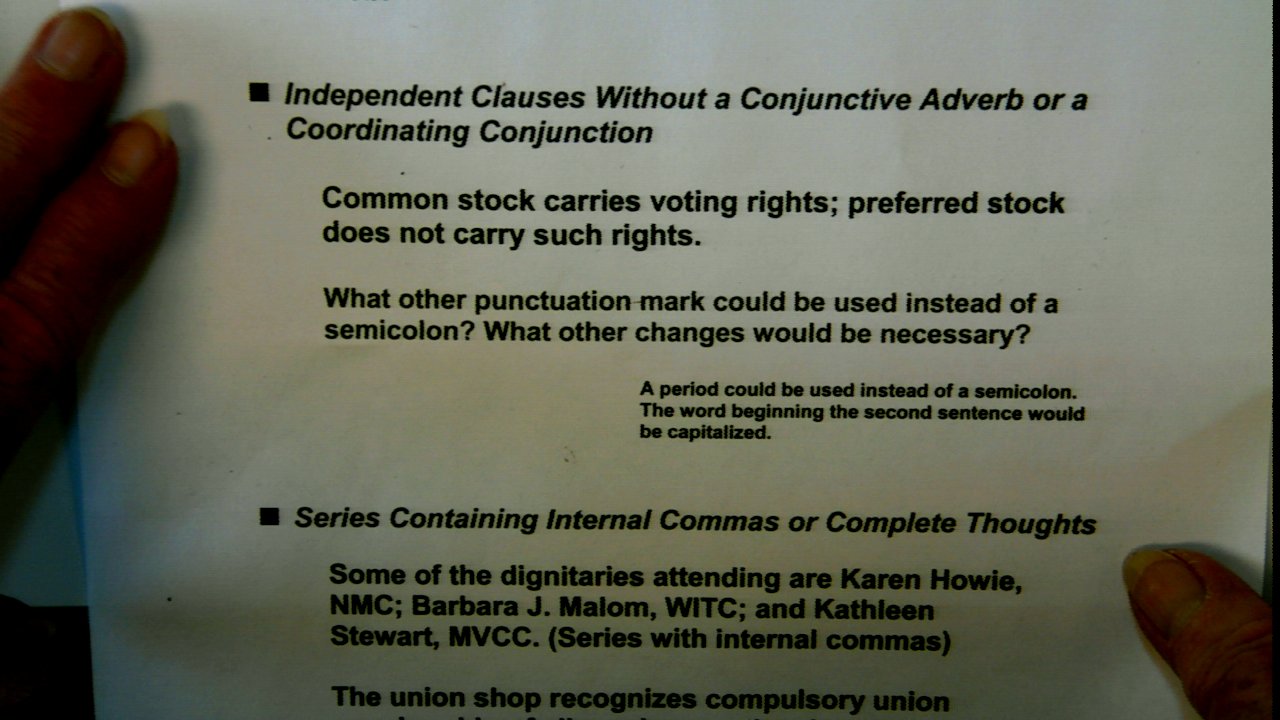 ■ Independent Clauses Without a Conjunctive Adverb or a
Coordinating Conjunction
Common stock carries voting rights; preferred stock
does not carry such rights.
What other punctuation mark could be used instead of a
semicolon? What other changes would be necessary?
A period could be used instead of a semicolon.
The word beginning the second sentence would
be capitalized.
■ Series Containing Internal Commas or Complete Thoughts
Some of the dignitaries attending are Karen Howie,
NMC; Barbara J. Malom, WITC; and Kathleen
Stewart, MVCC. (Series with internal commas)
The union shop recognizes compulsory union